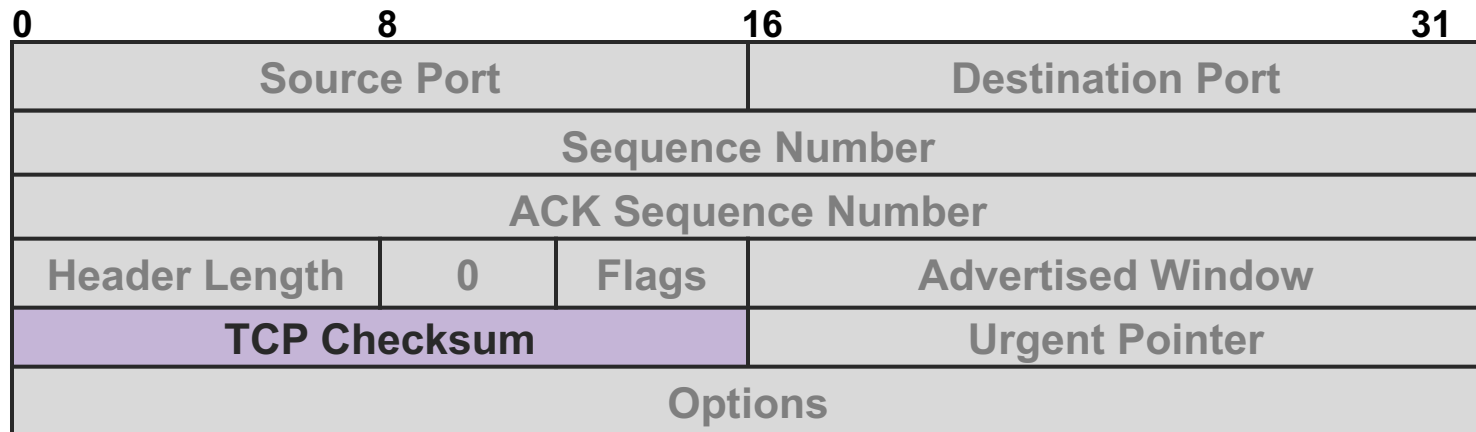 0 8 16 31
Source Port Destination Port
Sequence Number
ACK Sequence Number
Header Length 0 Flags Advertised Window
TCP Checksum Urgent Pointer
Options